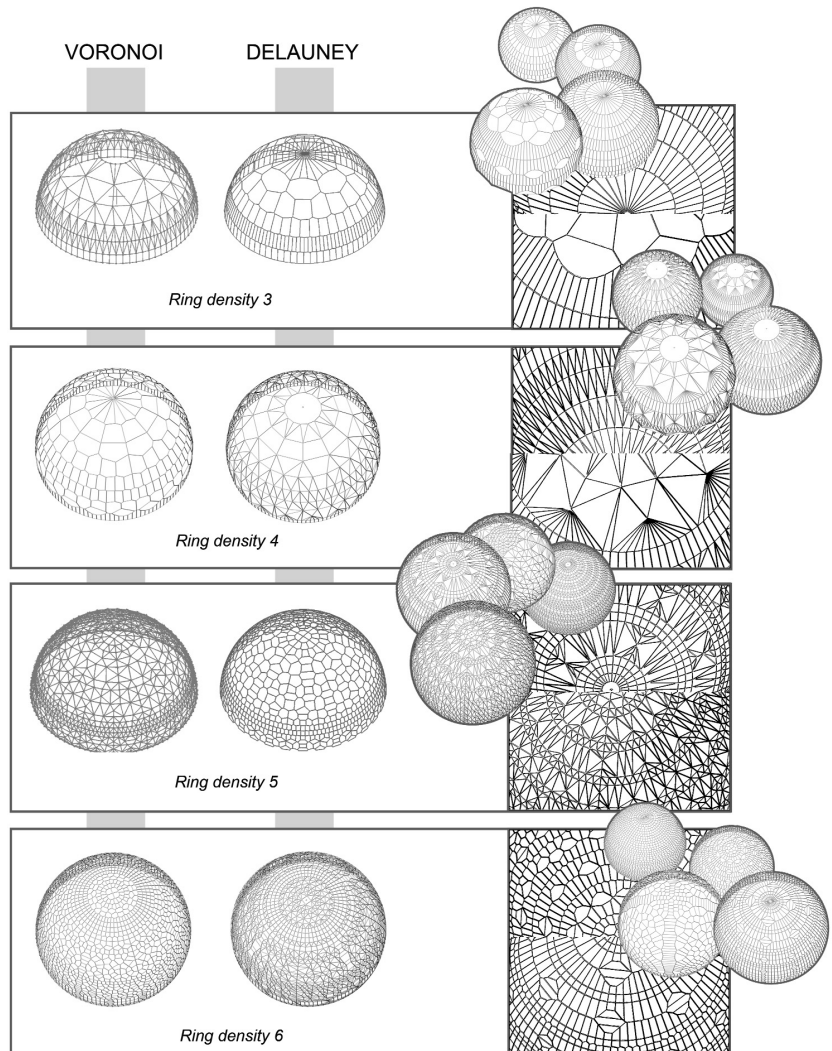 VORONOI
DELAUNEY
Ring density 3
Ring density 4
Ring density 5
Ring density 6